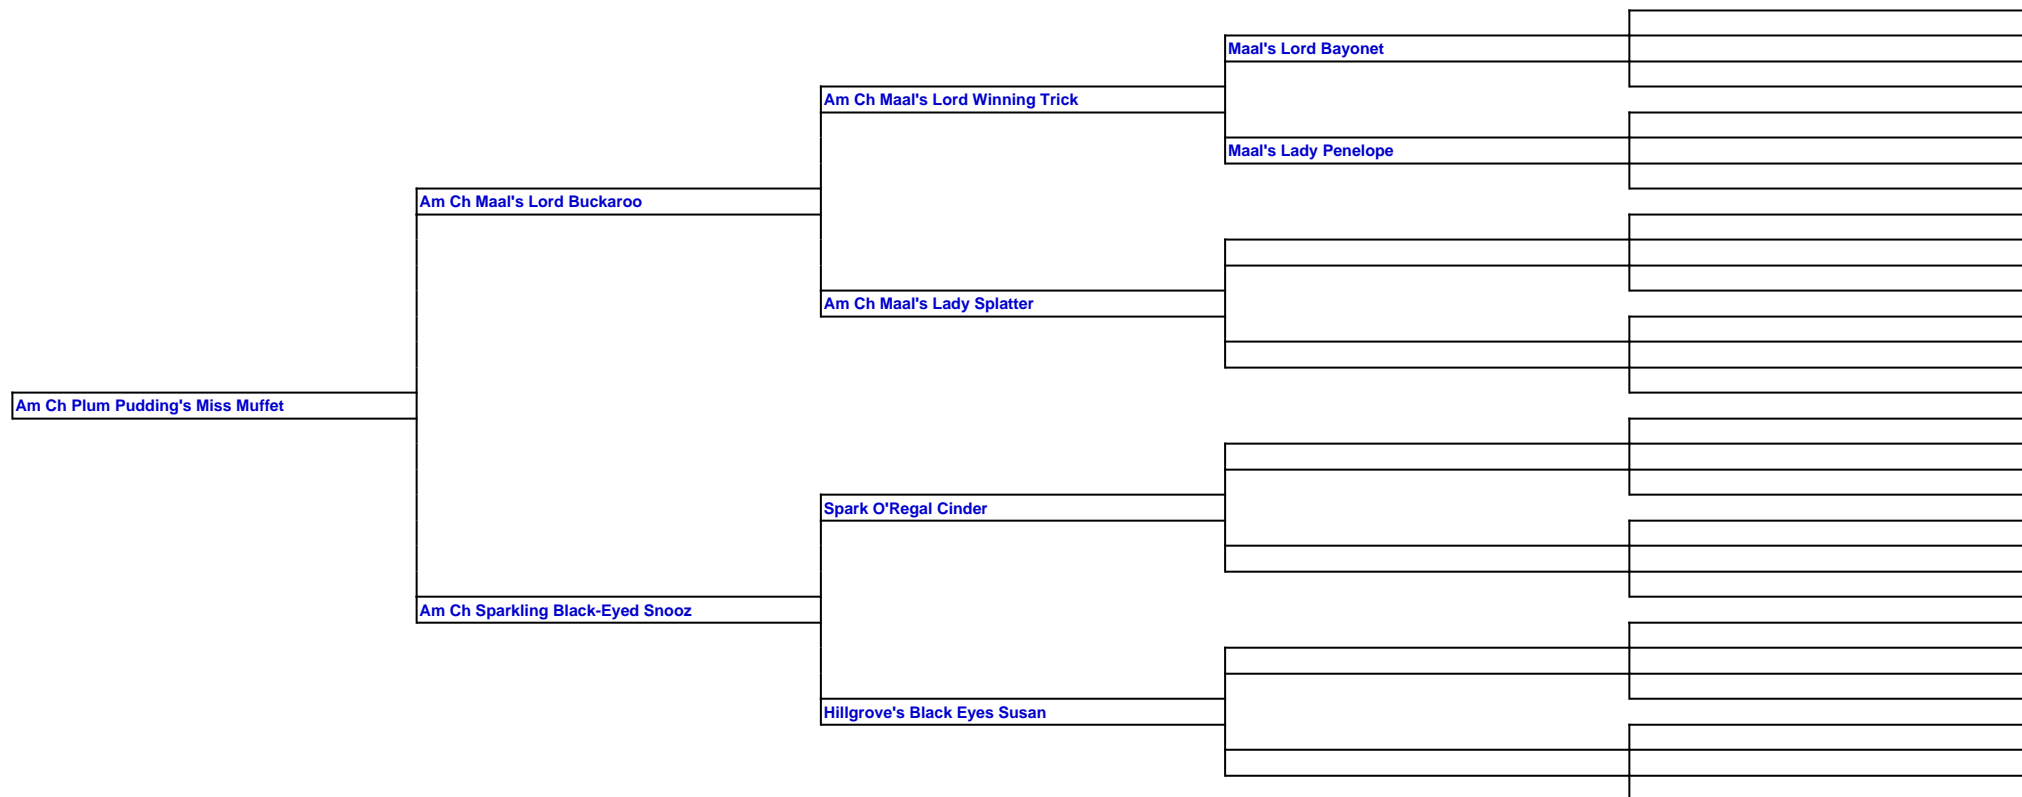 Maal's Lord Bayonet
Am Ch Maal's Lord Winning Trick
Maal's Lady Penelope
Am Ch Maal's Lord Buckaroo
Am Ch Maal's Lady Splatter
Am Ch Plum Pudding's Miss Muffet
Spark O'Regal Cinder
Am Ch Sparkling Black-Eyed Snooz
Hillgrove's Black Eyes Susan